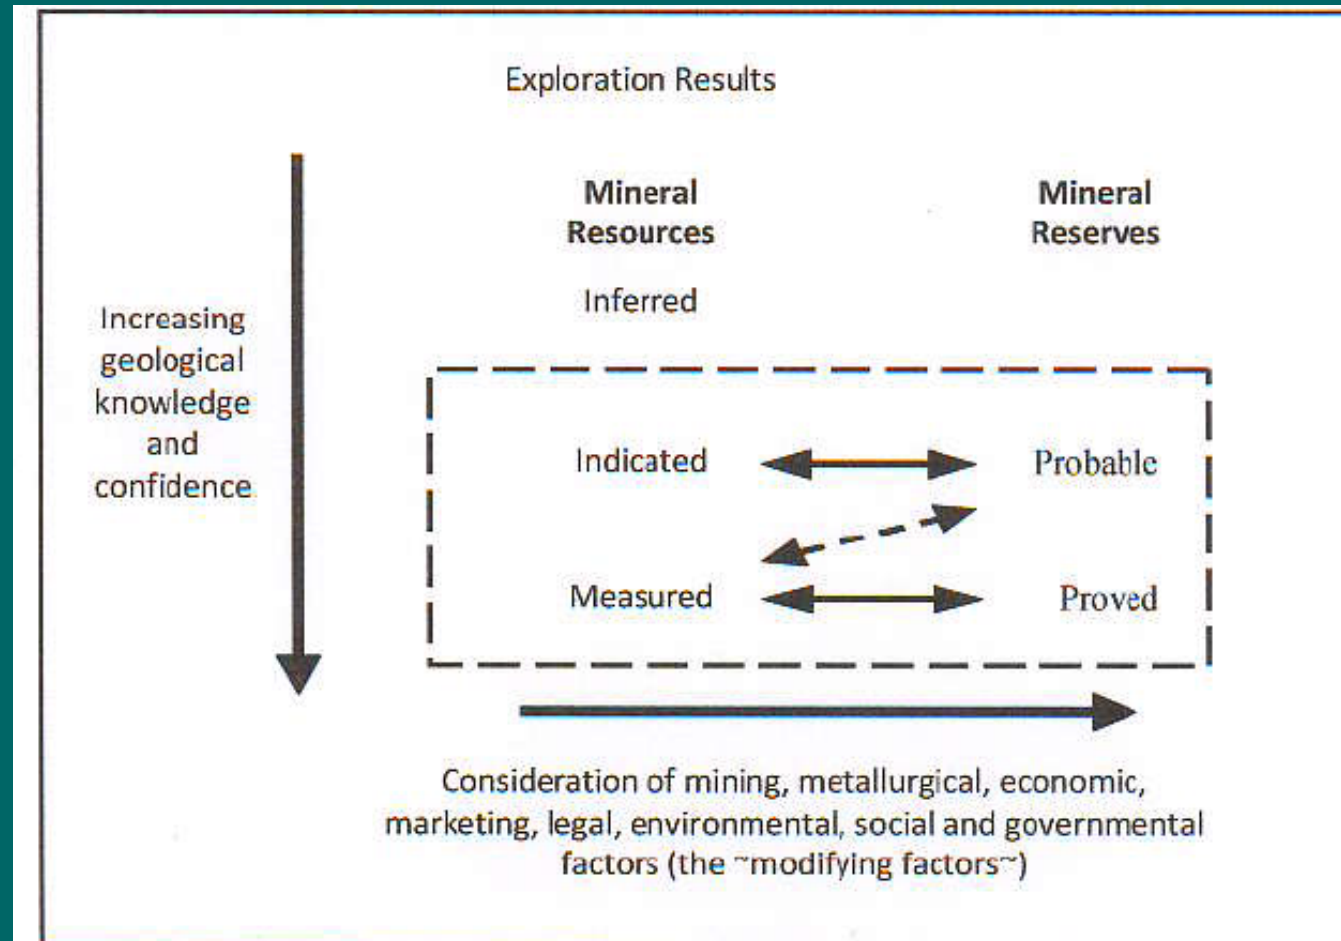 Exploration Results
Mineral
Resources
Mineral
Reserves
Inferred
Increasing
geological
knowledge
and
confidence
Indicated
Probable
Measured
Proved
Consideration of mining, metallurgical, economic,
marketing, legal, environmental, social and governmental
factors (the ~modifying factors~)